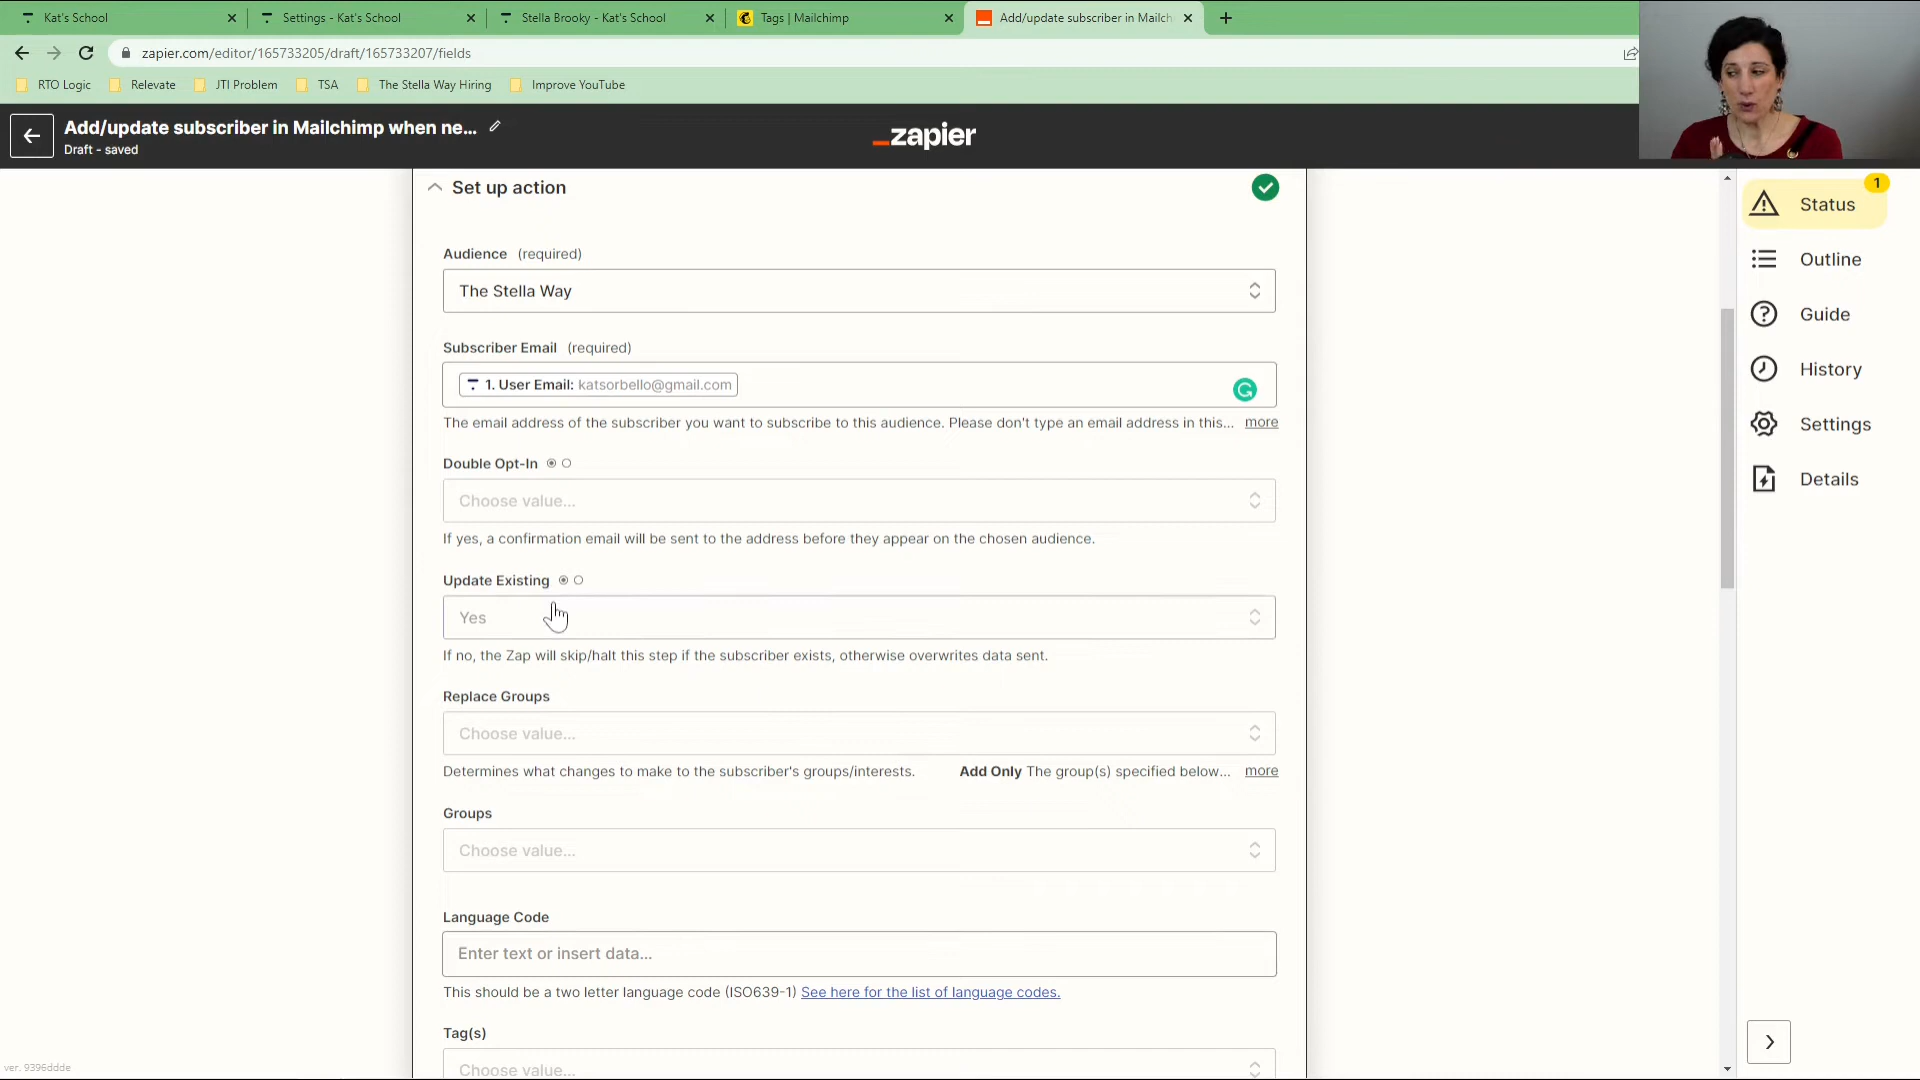 Kat's School
Settings - Kat's School
Stella Brooky - Kat's School
Tags | Mailchimp
Add/update subscriber in Mailch
zapier.com/editor/165733205/draft/165733207/fields
RTO Logic
Relevate
JTI Problem
TSA
The Stella Way Hiring
Improve YouTube
Add/update subscriber in Mailchimp when ne...
Draft - saved
zapier
Set up action
Audience (required)
The Stella Way
Subscriber Email (required)
1. User Email: katsorbello@gmail.com
The email address of the subscriber you want to subscribe to this audience. Please don't type an email address in this... more
Double Opt-In
Choose value...
If yes, a confirmation email will be sent to the address before they appear on the chosen audience.
Update Existing
Yes
If no, the Zap will skip/halt this step if the subscriber exists, otherwise overwrites data sent.
Replace Groups
Choose value...
Determines what changes to make to the subscriber's groups/interests. Add Only The group(s) specified below... more
Groups
Choose value...
Language Code
Enter text or insert data...
This should be a two letter language code (ISO639-1) See here for the list of language codes.
Tag(s)
Choose value...
1
Status
Outline
Guide
History
Settings
Details
ver. 9396ddde